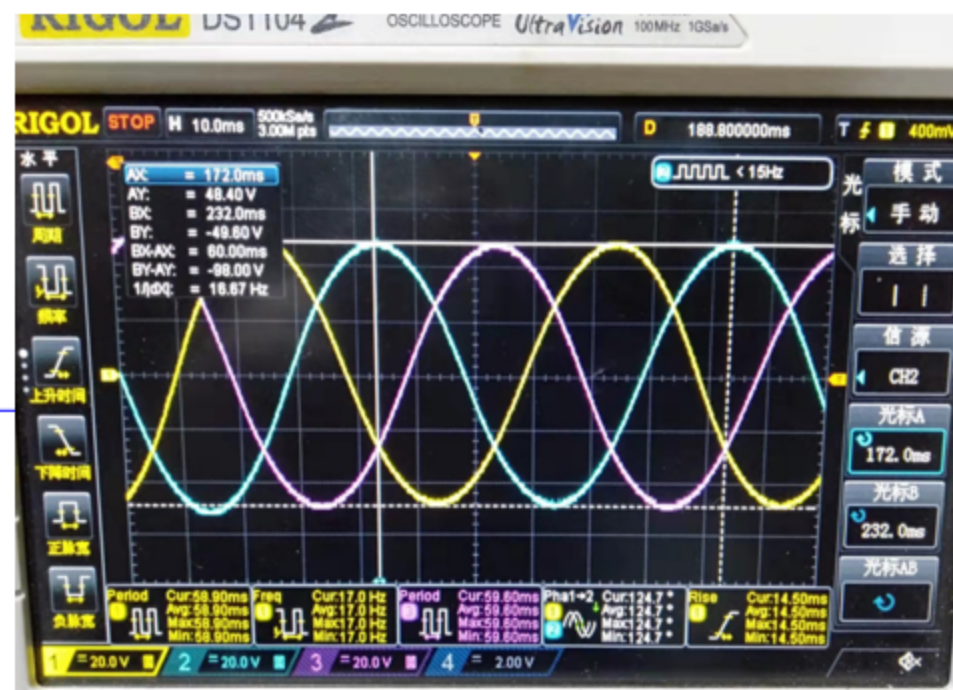 RIGOL DS1104 Z OSCILLOSCOPE UltraVision 100MHz 1GSa/s
RIGOL STOP H 10.0ms 500kSa/s 3.00M pts D 188.800000ms T 1 400mV
水平
周期
频率
上升时间
下降时间
正脉宽
负脉宽
AX: = 172.0ms
AY: = 48.40 V
BX: = 232.0ms
BY: = -49.60 V
BX-AX: = 60.00ms
BY-AY: = -98.00 V
1/|dX|: = 16.67 Hz
2 < 15Hz
光标
模式
手动
选择
信源
CH2
光标A
172.0ms
光标B
232.0ms
光标AB
Period Cur:58.90ms
Avg:58.90ms
Max:58.90ms
Min:58.90ms
Freq Cur:17.0 Hz
Avg:17.0 Hz
Max:17.0 Hz
Min:17.0 Hz
Period Cur:59.60ms
Avg:59.60ms
Max:59.60ms
Min:59.60ms
Pha1→2 Cur:124.7 °
Avg:124.7 °
Max:124.7 °
Min:124.7 °
Rise Cur:14.50ms
Avg:14.50ms
Max:14.50ms
Min:14.50ms
1 = 20.0 V 2 = 20.0 V 3 = 20.0 V 4 = 2.00 V